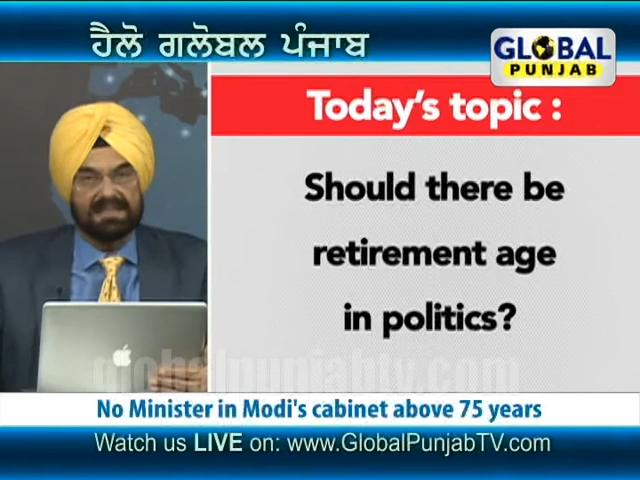 ਹੈਲੋ ਗਲੋਬਲ ਪੰਜਾਬ
GLOBAL
PUNJAB
Today's topic :
Should there be
retirement age
in politics?
globalpunjabtv.com
No Minister in Modi's cabinet above 75 years
Watch us LIVE on: www.GlobalPunjabTV.com